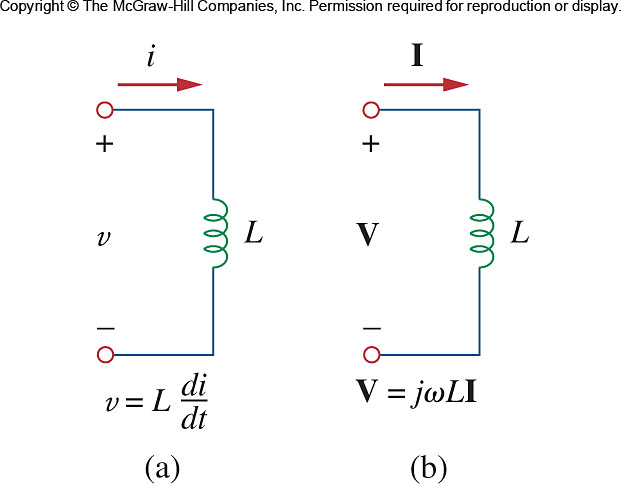 Copyright © The McGraw-Hill Companies, Inc. Permission required for reproduction or display.
i I
+ +
v L V L
− −
v = L di/dt V = jωLI
(a) (b)